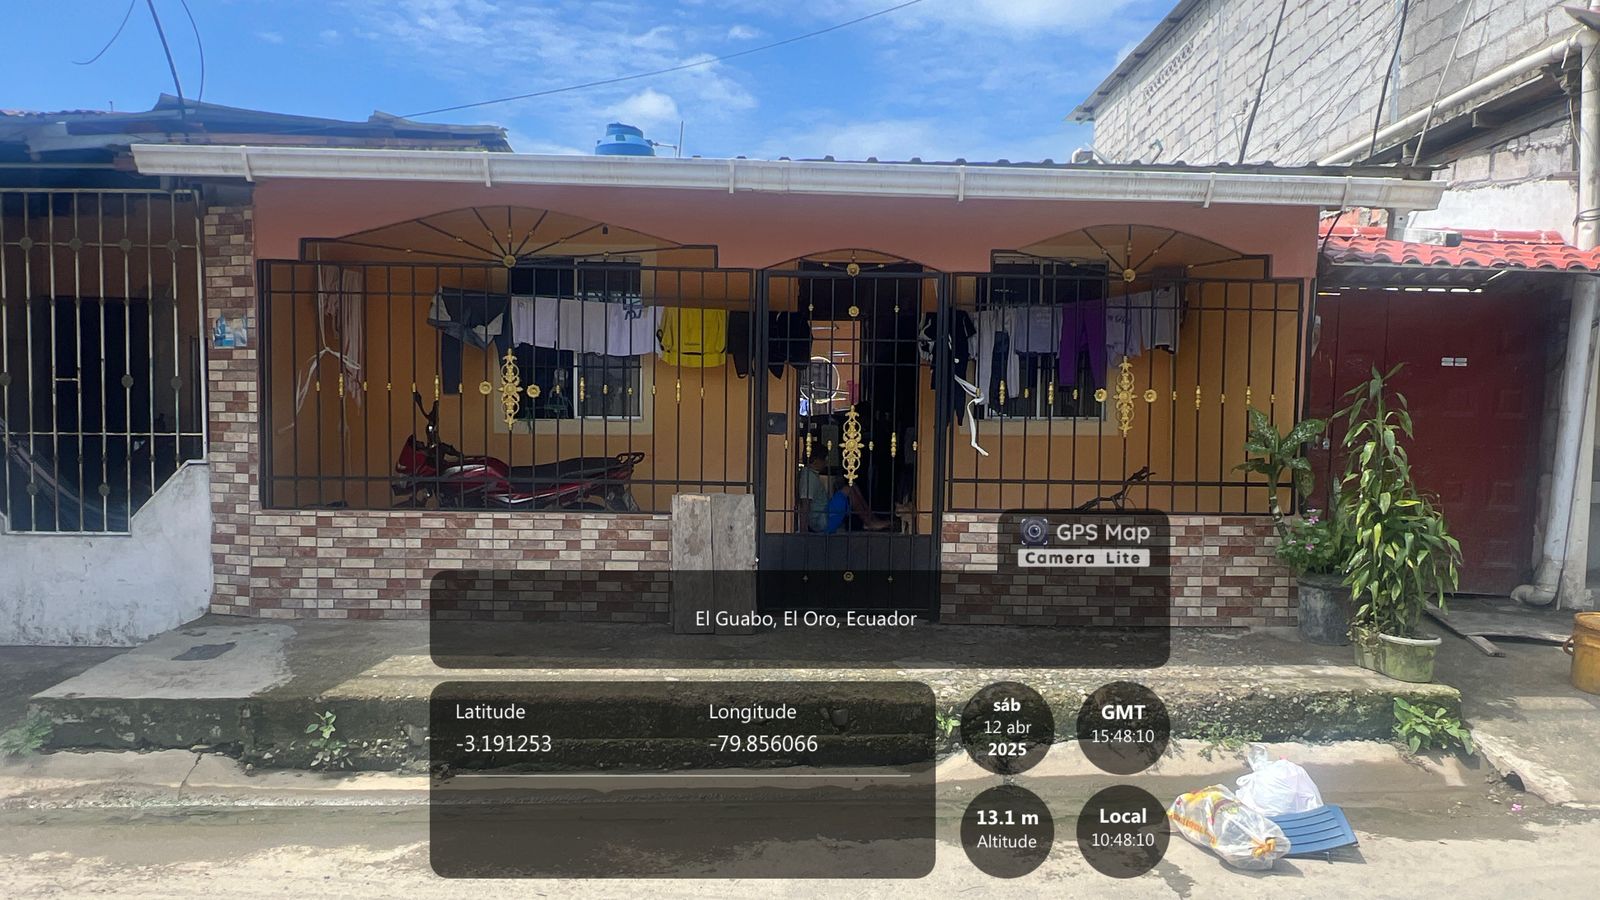 GPS Map
Camera Lite
El Guabo, El Oro, Ecuador
Latitude
-3.191253
Longitude
-79.856066
sáb
12 abr
2025
GMT
15:48:10
13.1 m
Altitude
Local
10:48:10